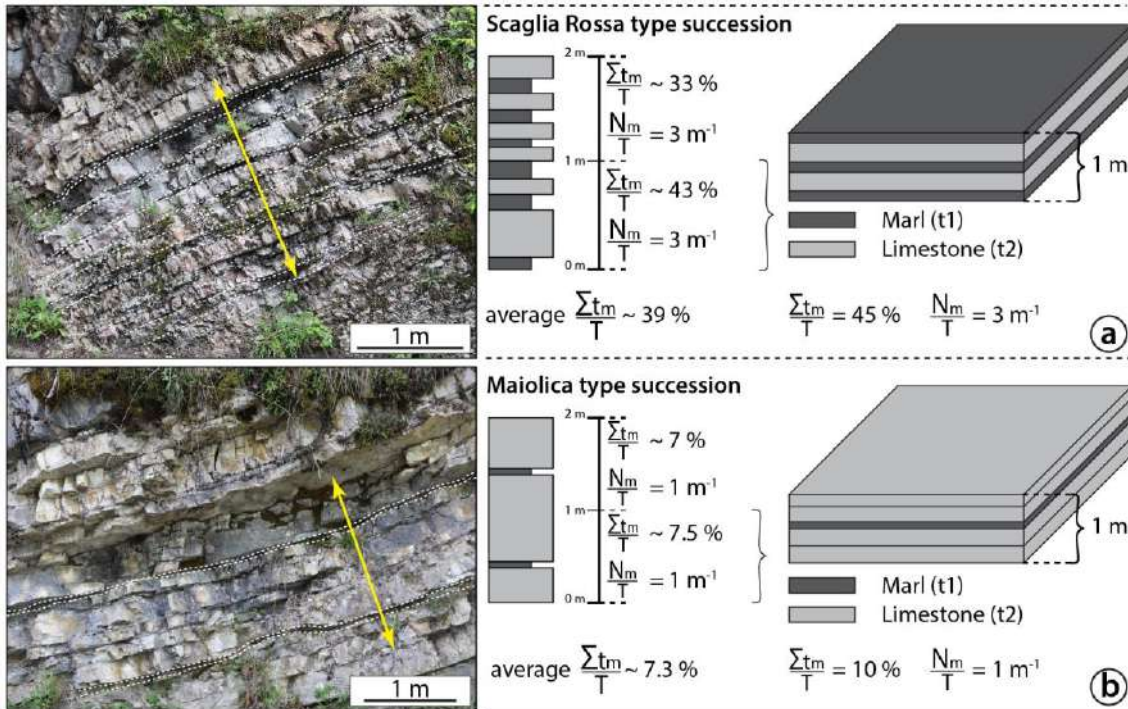 1 m
Scaglia Rossa type succession
2 m
1 m
0 m
Σtm/T ~ 33 %
Nm/T = 3 m⁻¹
Σtm/T ~ 43 %
Nm/T = 3 m⁻¹
1 m
Marl (t1)
Limestone (t2)
average Σtm/T ~ 39 %
Σtm/T = 45 % Nm/T = 3 m⁻¹
a
1 m
Maiolica type succession
2 m
1 m
0 m
Σtm/T ~ 7 %
Nm/T = 1 m⁻¹
Σtm/T ~ 7.5 %
Nm/T = 1 m⁻¹
1 m
Marl (t1)
Limestone (t2)
average Σtm/T ~ 7.3 %
Σtm/T = 10 % Nm/T = 1 m⁻¹
b